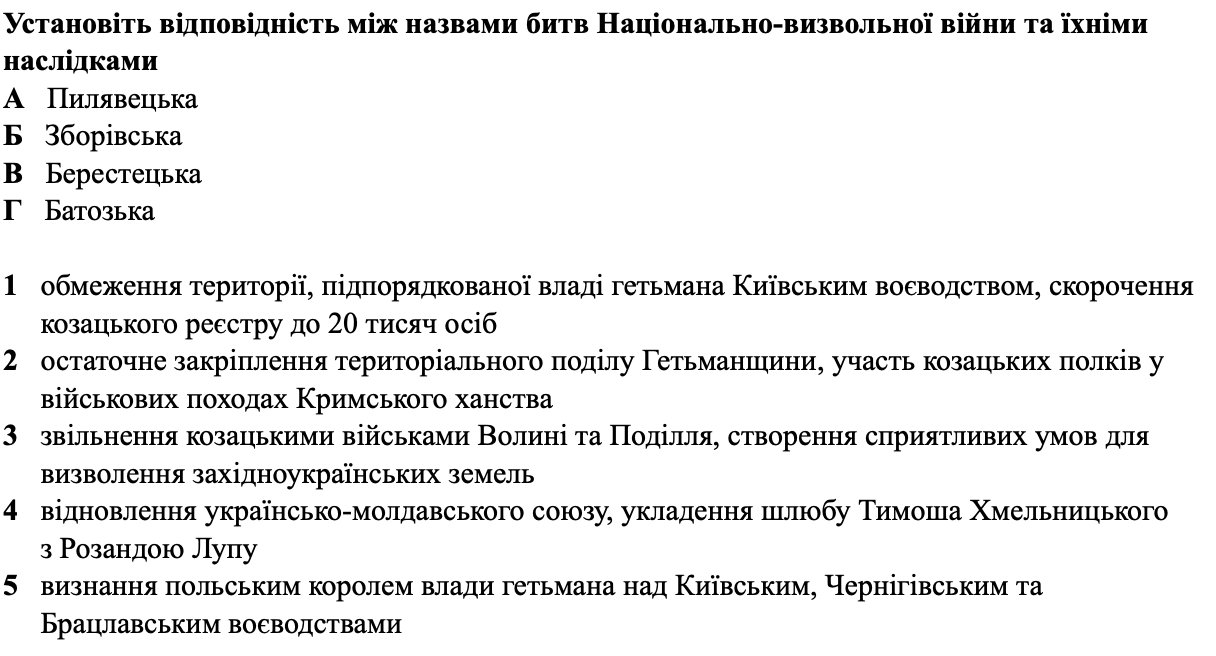 Установіть відповідність між назвами битв Національно-визвольної війни та їхніми
наслідками
А Пилявецька
Б Зборівська
В Берестецька
Г Батозька
1 обмеження території, підпорядкованої владі гетьмана Київським воєводством, скорочення
козацького реєстру до 20 тисяч осіб
2 остаточне закріплення територіального поділу Гетьманщини, участь козацьких полків у
військових походах Кримського ханства
3 звільнення козацькими військами Волині та Поділля, створення сприятливих умов для
визволення західноукраїнських земель
4 відновлення українсько-молдавського союзу, укладення шлюбу Тимоша Хмельницького
з Розандою Лупу
5 визнання польським королем влади гетьмана над Київським, Чернігівським та
Брацлавським воєводствами